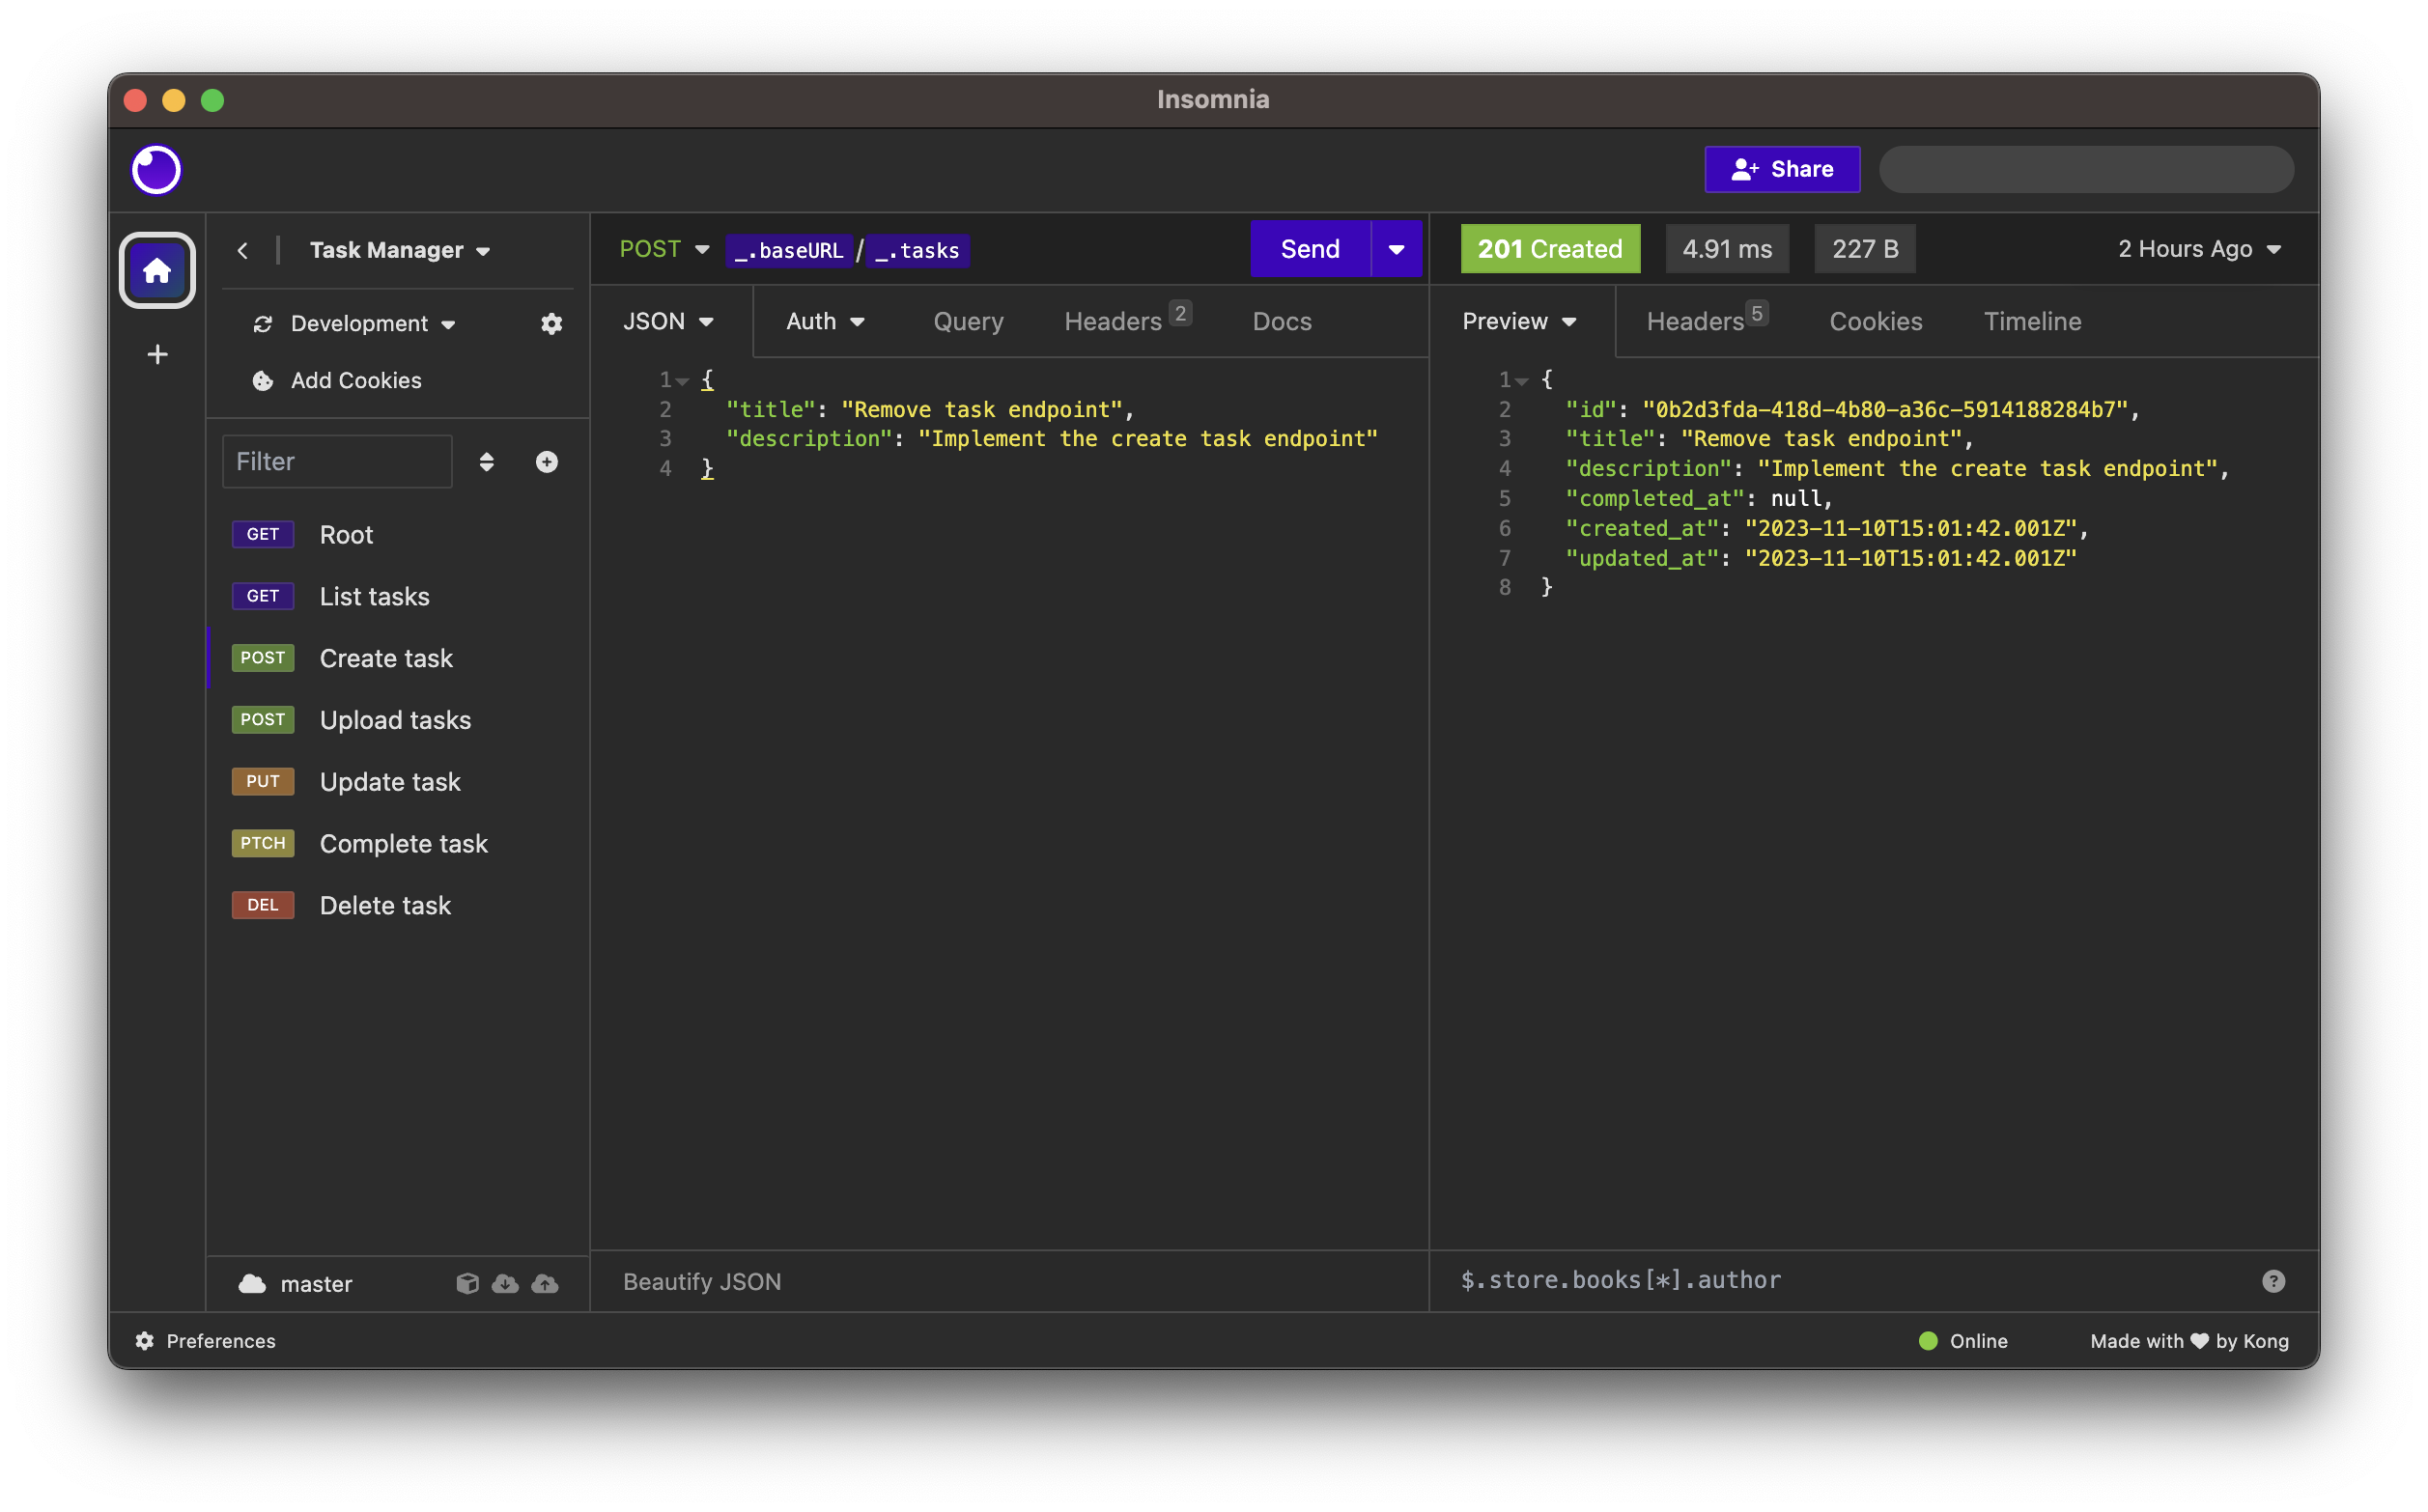 Insomnia
Share
Task Manager
Development
Add Cookies
Filter
GET Root
GET List tasks
POST Create task
POST Upload tasks
PUT Update task
PTCH Complete task
DEL Delete task
master
POST _.baseURL / _.tasks Send
JSON Auth Query Headers 2 Docs
1 {
2 "title": "Remove task endpoint",
3 "description": "Implement the create task endpoint"
4 }
Beautify JSON
201 Created 4.91 ms 227 B 2 Hours Ago
Preview Headers 5 Cookies Timeline
1 {
2 "id": "0b2d3fda-418d-4b80-a36c-5914188284b7",
3 "title": "Remove task endpoint",
4 "description": "Implement the create task endpoint",
5 "completed_at": null,
6 "created_at": "2023-11-10T15:01:42.001Z",
7 "updated_at": "2023-11-10T15:01:42.001Z"
8 }
$.store.books[*].author
Preferences
Online
Made with ♥ by Kong